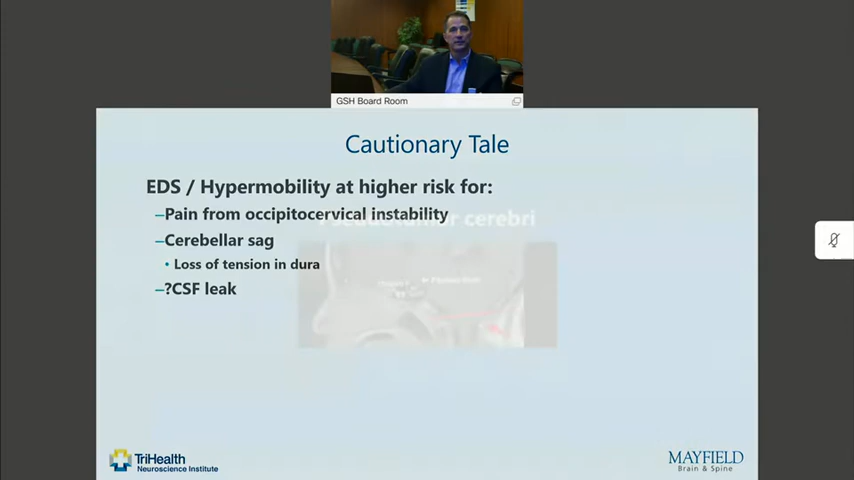 GSH Board Room
Cautionary Tale
EDS / Hypermobility at higher risk for:
–Pain from occipitocervical instability
cerebri
–Cerebellar sag
• Loss of tension in dura
–?CSF leak
TriHealth
Neuroscience Institute
MAYFIELD
Brain & Spine